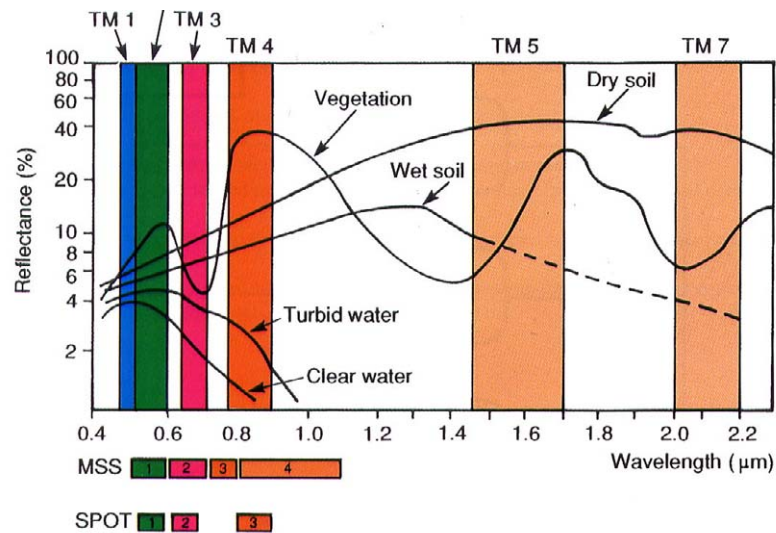 TM 1 TM 3
TM 4 TM 5 TM 7
100
80
60
40
20
10
8
6
4
2
Reflectance (%)
Vegetation
Dry soil
Wet soil
Turbid water
Clear water
0.4 0.6 0.8 1.0 1.2 1.4 1.6 1.8 2.0 2.2
Wavelength (μm)
MSS 1 2 3 4
SPOT 1 2 3